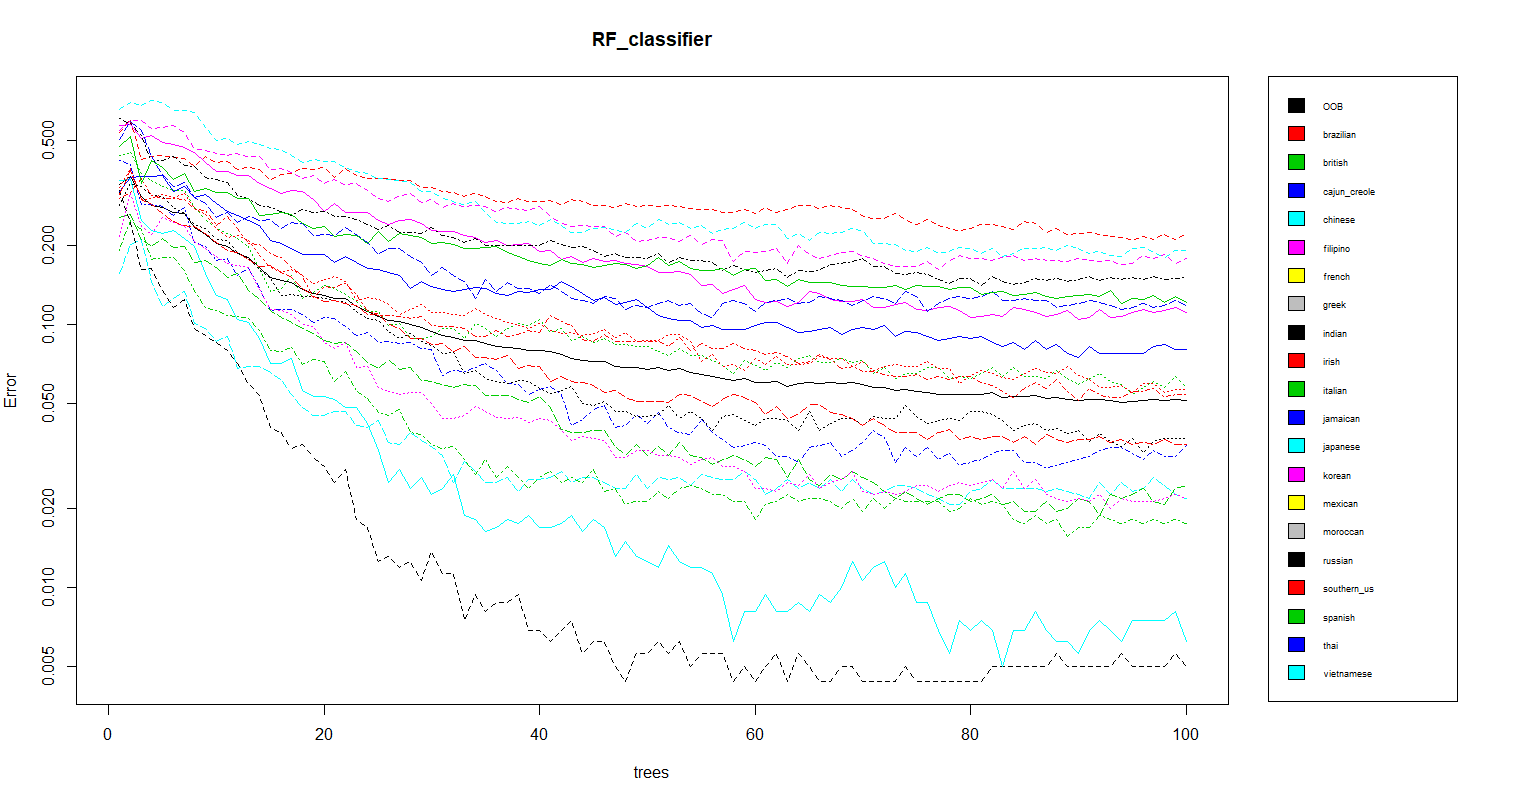 RF_classifier
Error
0.500
0.200
0.100
0.050
0.020
0.010
0.005
0
20
40
60
80
100
trees
OOB
brazilian
british
cajun_creole
chinese
filipino
french
greek
indian
irish
italian
jamaican
japanese
korean
mexican
moroccan
russian
southern_us
spanish
thai
vietnamese